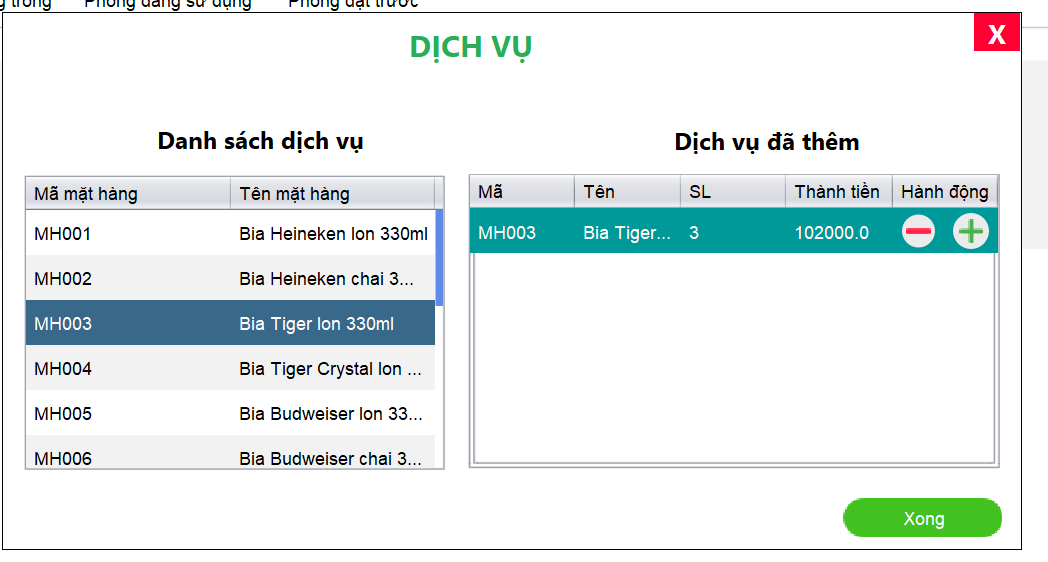 trống Phòng đang sử dụng Phòng đặt trước
X
DỊCH VỤ
Danh sách dịch vụ
Mã mặt hàng Tên mặt hàng
MH001 Bia Heineken lon 330ml
MH002 Bia Heineken chai 3...
MH003 Bia Tiger lon 330ml
MH004 Bia Tiger Crystal lon ...
MH005 Bia Budweiser lon 33...
MH006 Bia Budweiser chai 3...
Dịch vụ đã thêm
Mã Tên SL Thành tiền Hành động
MH003 Bia Tiger... 3 102000.0
Xong